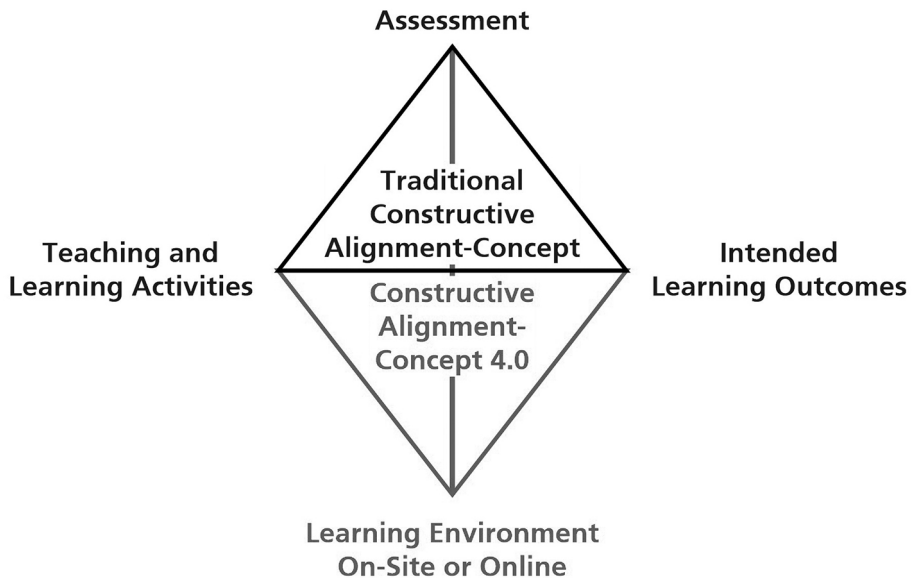 Assessment
Traditional
Constructive
Alignment-Concept
Teaching and
Learning Activities
Intended
Learning Outcomes
Constructive
Alignment-
Concept 4.0
Learning Environment
On-Site or Online